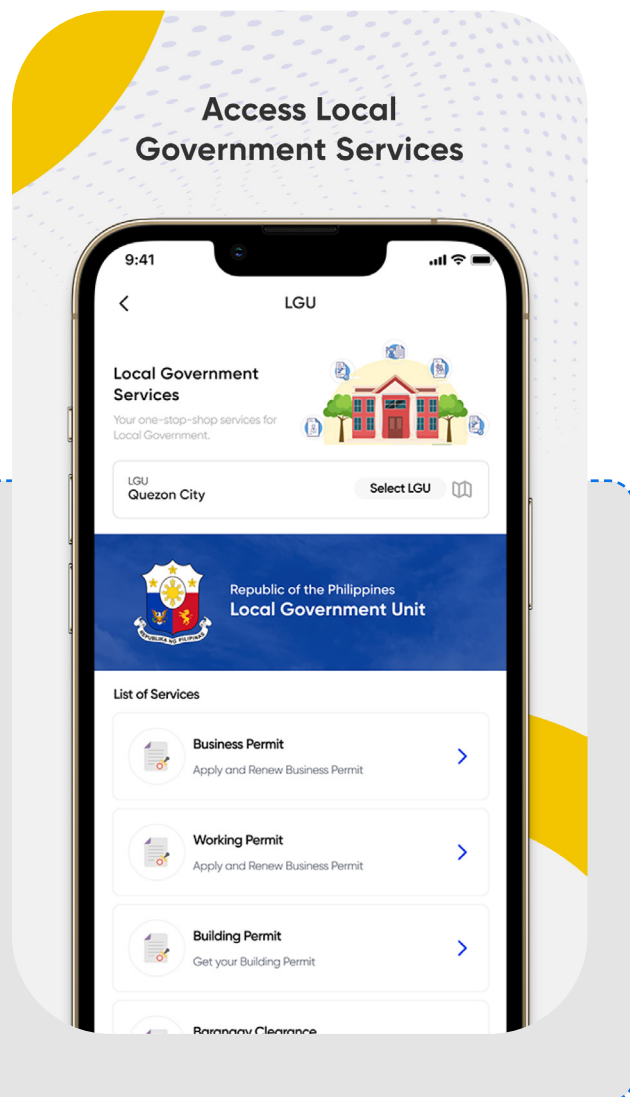 Access Local
Government Services
9:41
LGU
Local Government
Services
Your one-stop-shop services for
Local Government.
LGU
Quezon City
Select LGU
REPUBLIKA NG PILIPINAS
Republic of the Philippines
Local Government Unit
List of Services
Business Permit
Apply and Renew Business Permit
Working Permit
Apply and Renew Business Permit
Building Permit
Get your Building Permit
Barangay Clearance